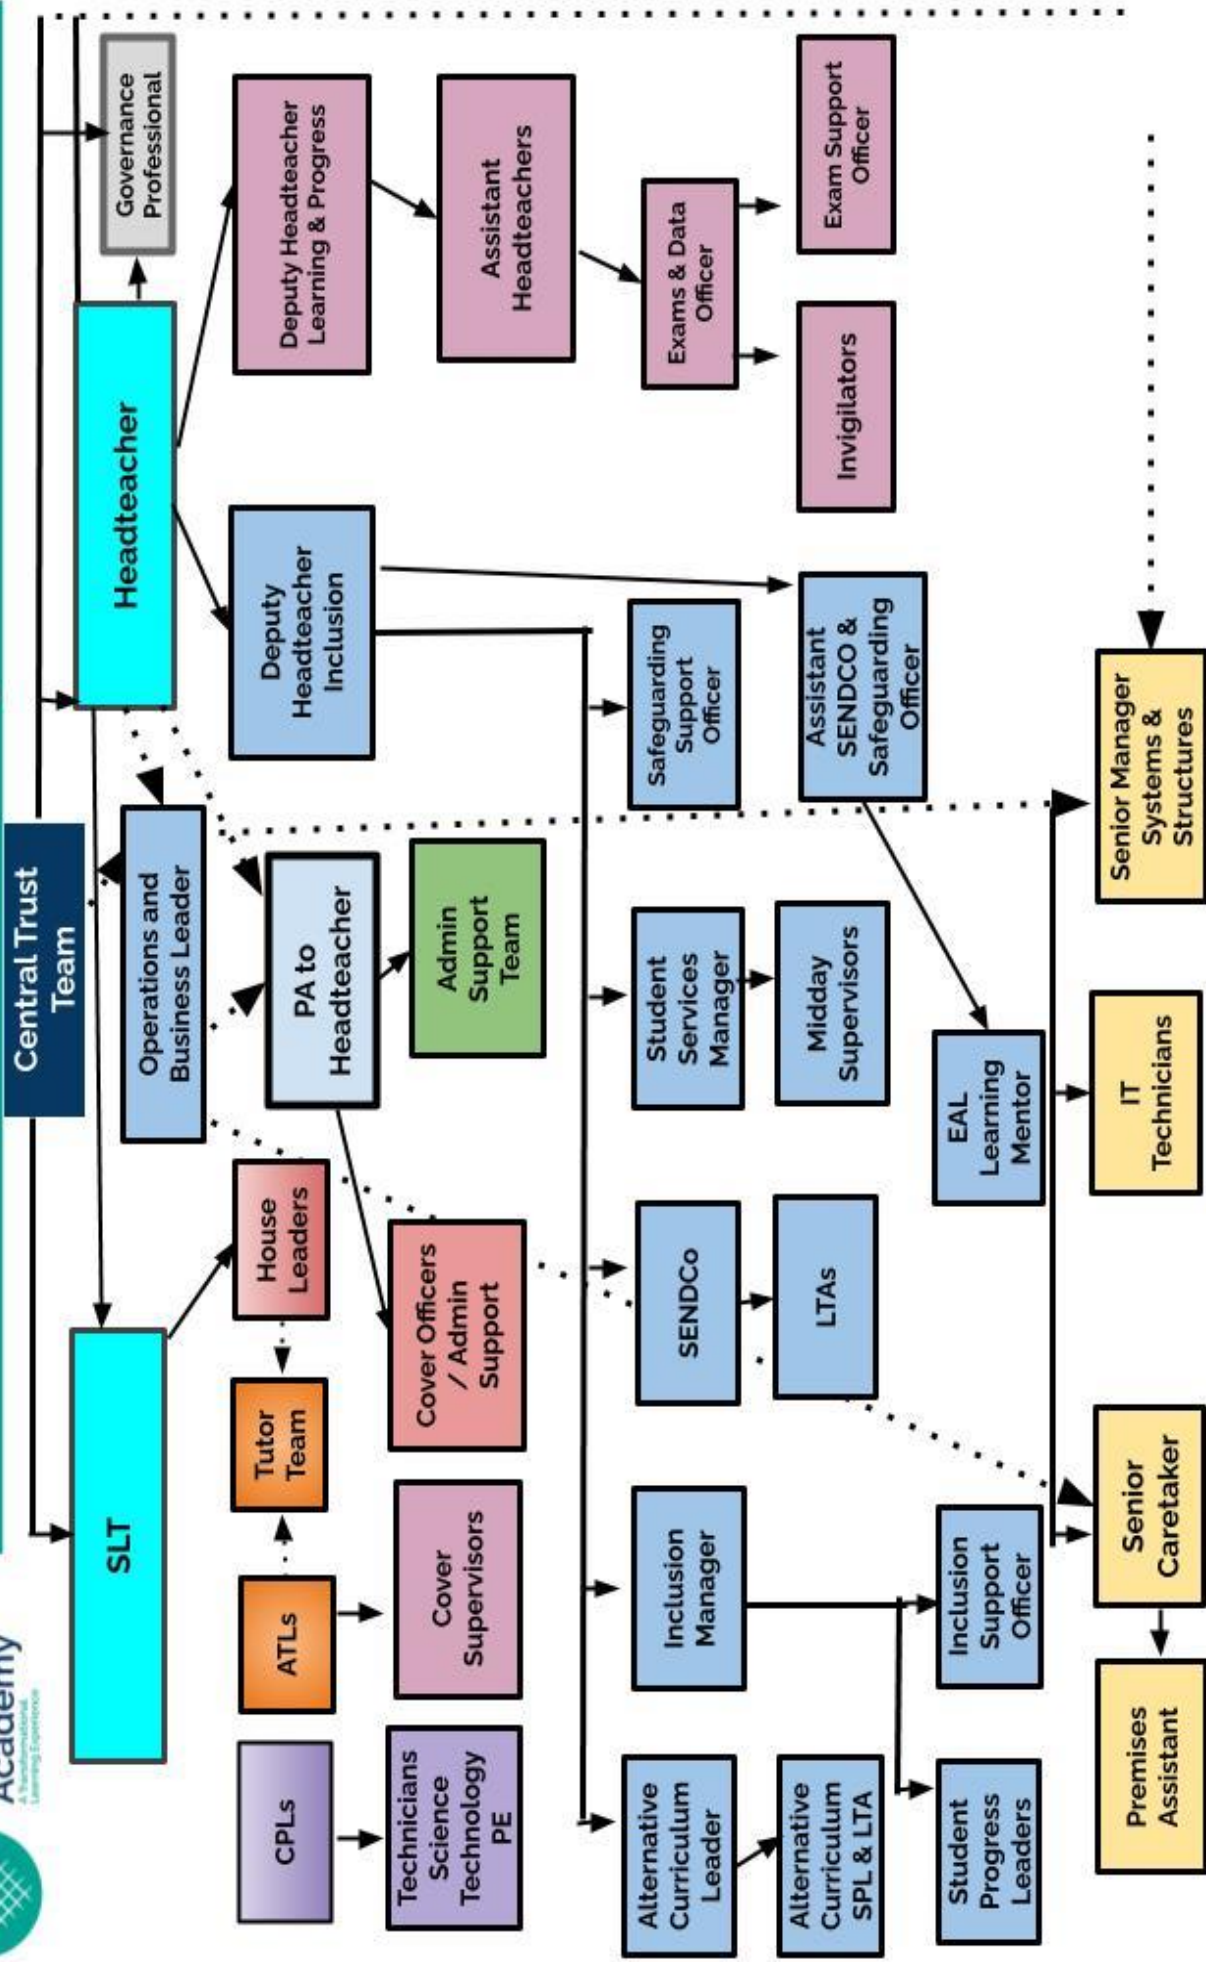 Academy
A Transformational
Learning Experience
Central Trust
Team
SLT
Headteacher
Governance
Professional
Operations and
Business Leader
CPLs
ATLs
Tutor
Team
House
Leaders
PA to
Headteacher
Deputy
Headteacher
Inclusion
Deputy Headteacher
Learning & Progress
Technicians
Science
Technology
PE
Cover
Supervisors
Cover Officers
/ Admin
Support
Admin
Support
Team
Assistant
Headteachers
Alternative
Curriculum
Leader
Inclusion
Manager
SENDCo
Student
Services
Manager
Safeguarding
Support
Officer
Exams & Data
Officer
Alternative
Curriculum
SPL & LTA
LTAs
Midday
Supervisors
Assistant
SENDCO &
Safeguarding
Officer
Invigilators
Exam Support
Officer
Student
Progress
Leaders
Inclusion
Support
Officer
EAL
Learning
Mentor
Premises
Assistant
Senior
Caretaker
IT
Technicians
Senior Manager
Systems &
Structures